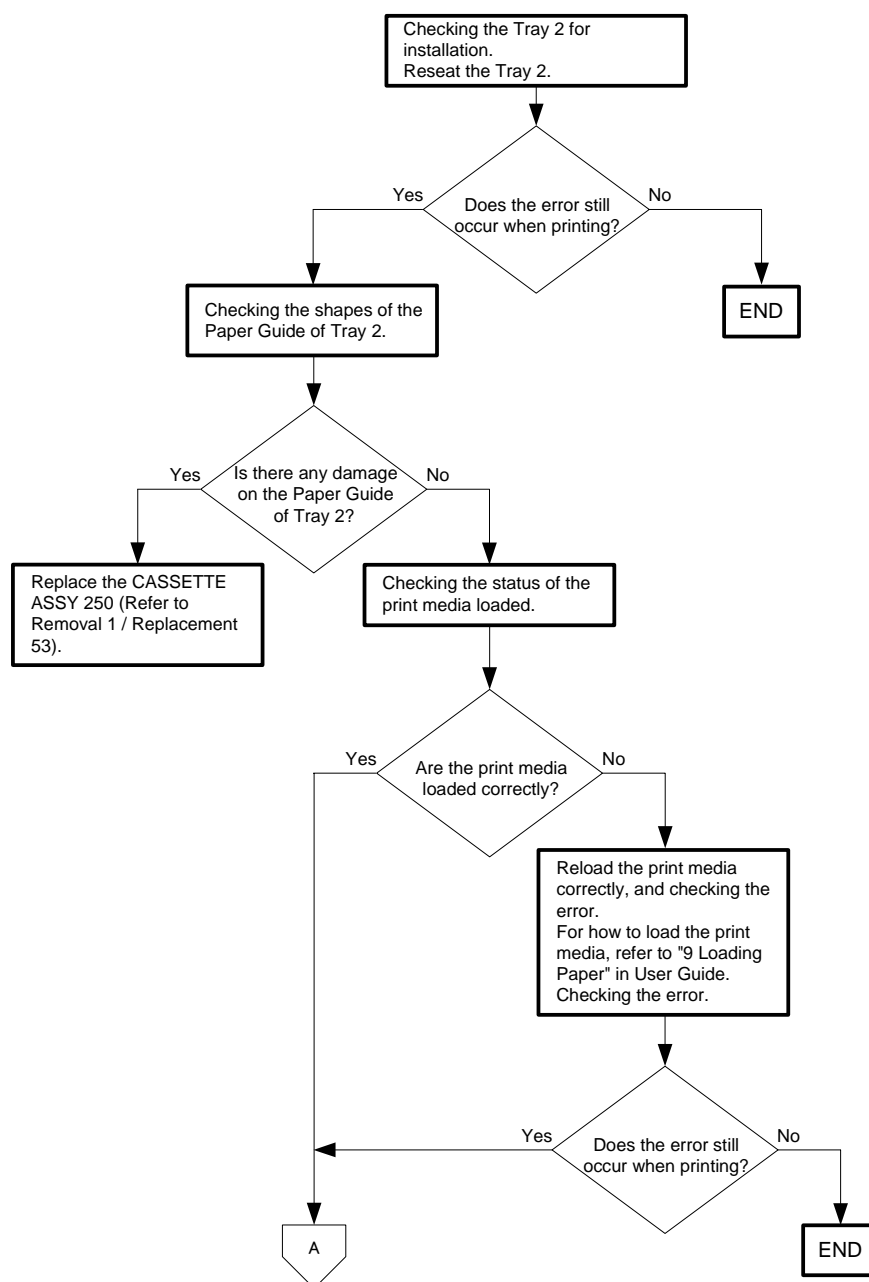 Checking the Tray 2 for
installation.
Reseat the Tray 2.
Yes
No
Does the error still
occur when printing?
Checking the shapes of the
Paper Guide of Tray 2.
END
Yes
Is there any damage
on the Paper Guide
of Tray 2?
No
Replace the CASSETTE
ASSY 250 (Refer to
Removal 1 / Replacement
53).
Checking the status of the
print media loaded.
Yes
No
Are the print media
loaded correctly?
Reload the print media
correctly, and checking the
error.
For how to load the print
media, refer to "9 Loading
Paper" in User Guide.
Checking the error.
Yes
No
Does the error still
occur when printing?
A
END